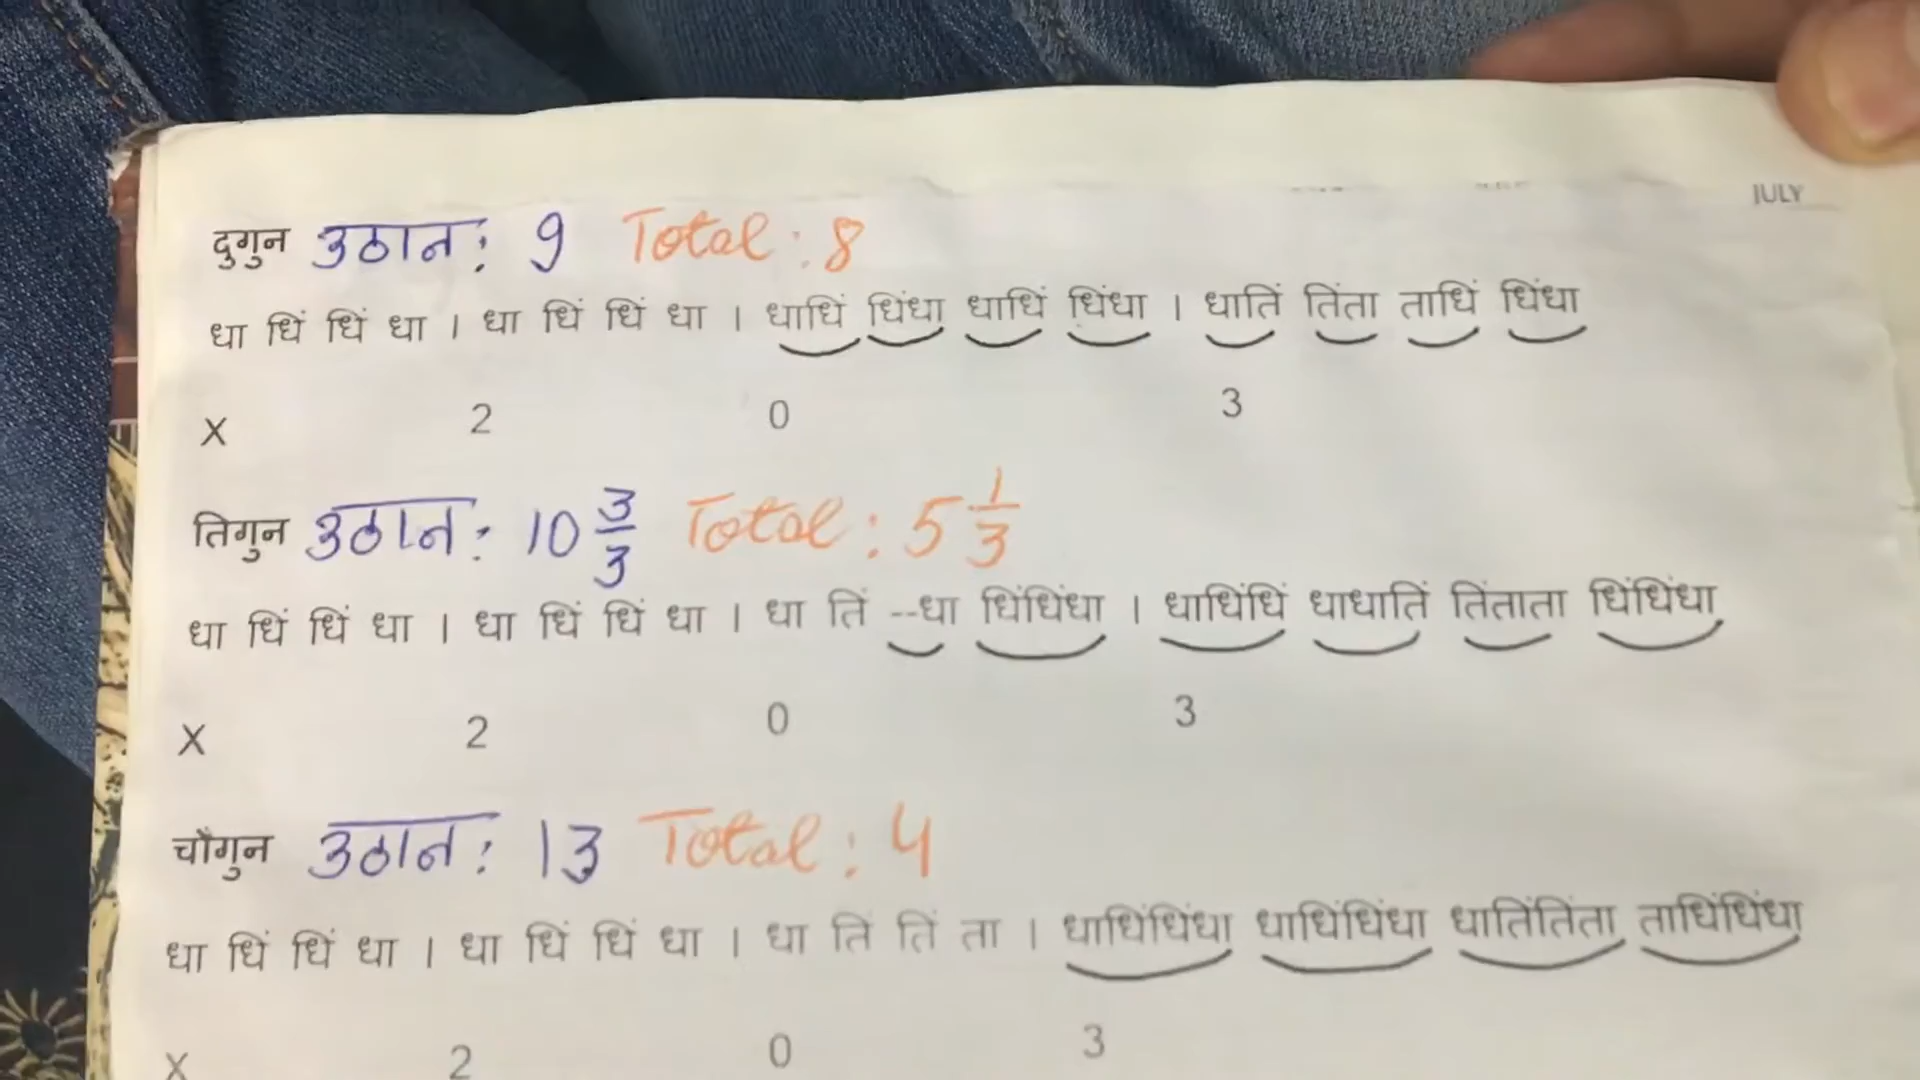 JULY
दुगुन उठान: 9 Total: 8
धा धिं धिं धा । धा धिं धिं धा । धाधिं धिंधा धाधिं धिंधा । धातिं तिंता ताधिं धिंधा
X 2 0 3
तिगुन उठान: 10 3/3 Total: 5 1/3
धा धिं धिं धा । धा धिं धिं धा । धा तिं --धा धिंधिंधा । धाधिंधिं धाधातिं तिंताता धिंधिंधा
X 2 0 3
चौगुन उठान: 13 Total: 4
धा धिं धिं धा । धा धिं धिं धा । धा तिं तिं ता । धाधिंधिंधा धाधिंधिंधा धातिंतिंता ताधिंधिंधा
X 2 0 3